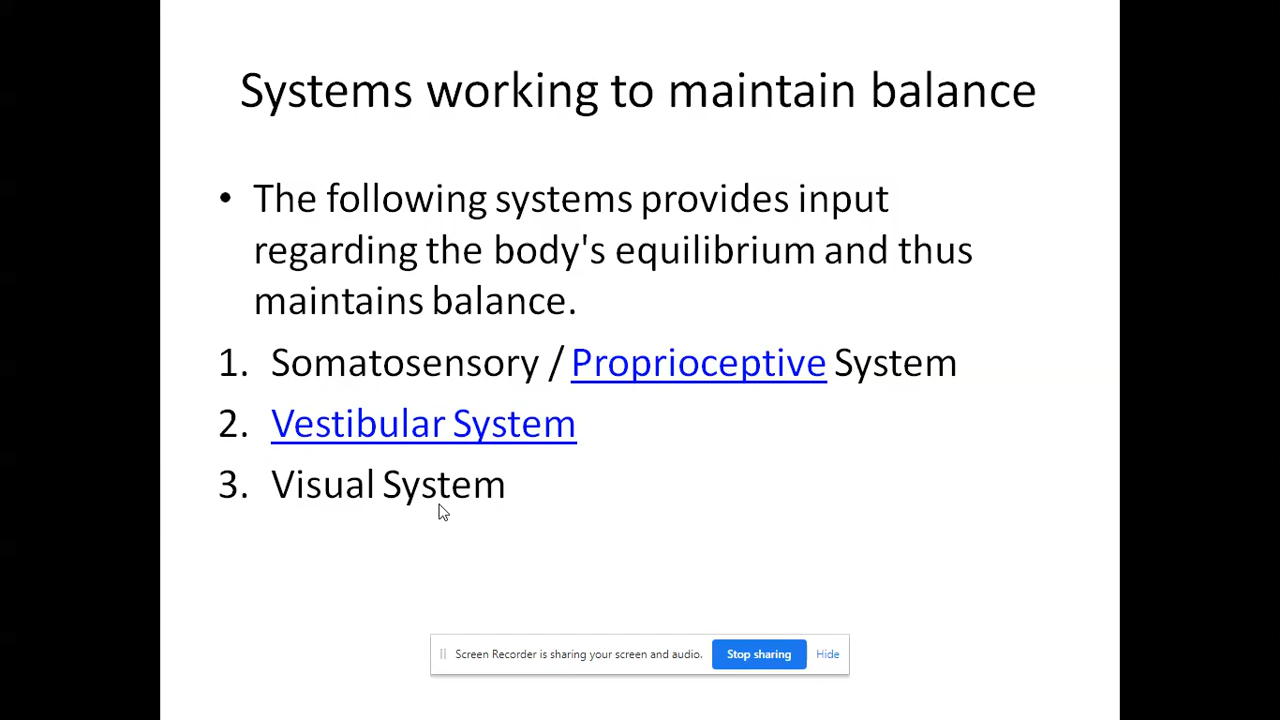 Systems working to maintain balance
• The following systems provides input
regarding the body's equilibrium and thus
maintains balance.
1. Somatosensory / Proprioceptive System
2. Vestibular System
3. Visual System
Screen Recorder is sharing your screen and audio. Stop sharing Hide